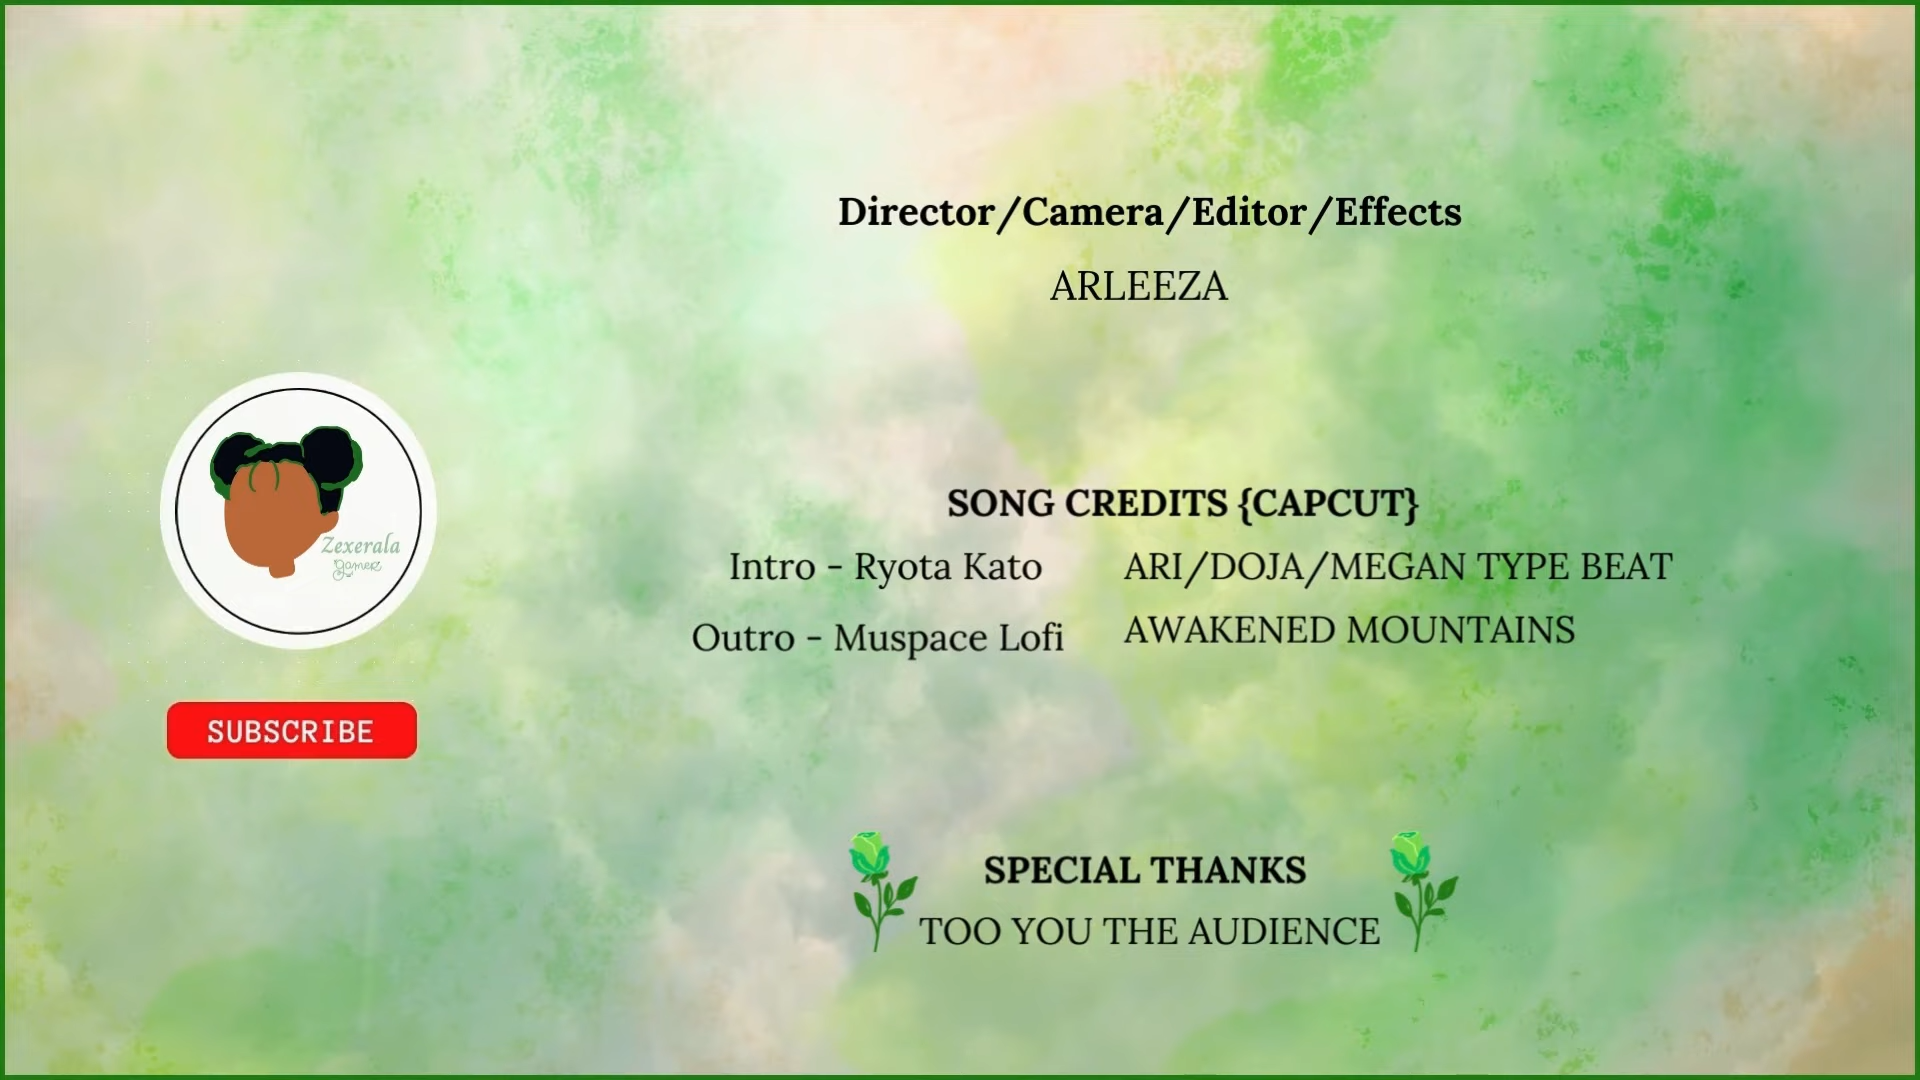 Director/Camera/Editor/Effects
ARLEEZA
Zexerala
gamer
SUBSCRIBE
SONG CREDITS {CAPCUT}
Intro - Ryota Kato ARI/DOJA/MEGAN TYPE BEAT
Outro - Muspace Lofi AWAKENED MOUNTAINS
SPECIAL THANKS
TOO YOU THE AUDIENCE